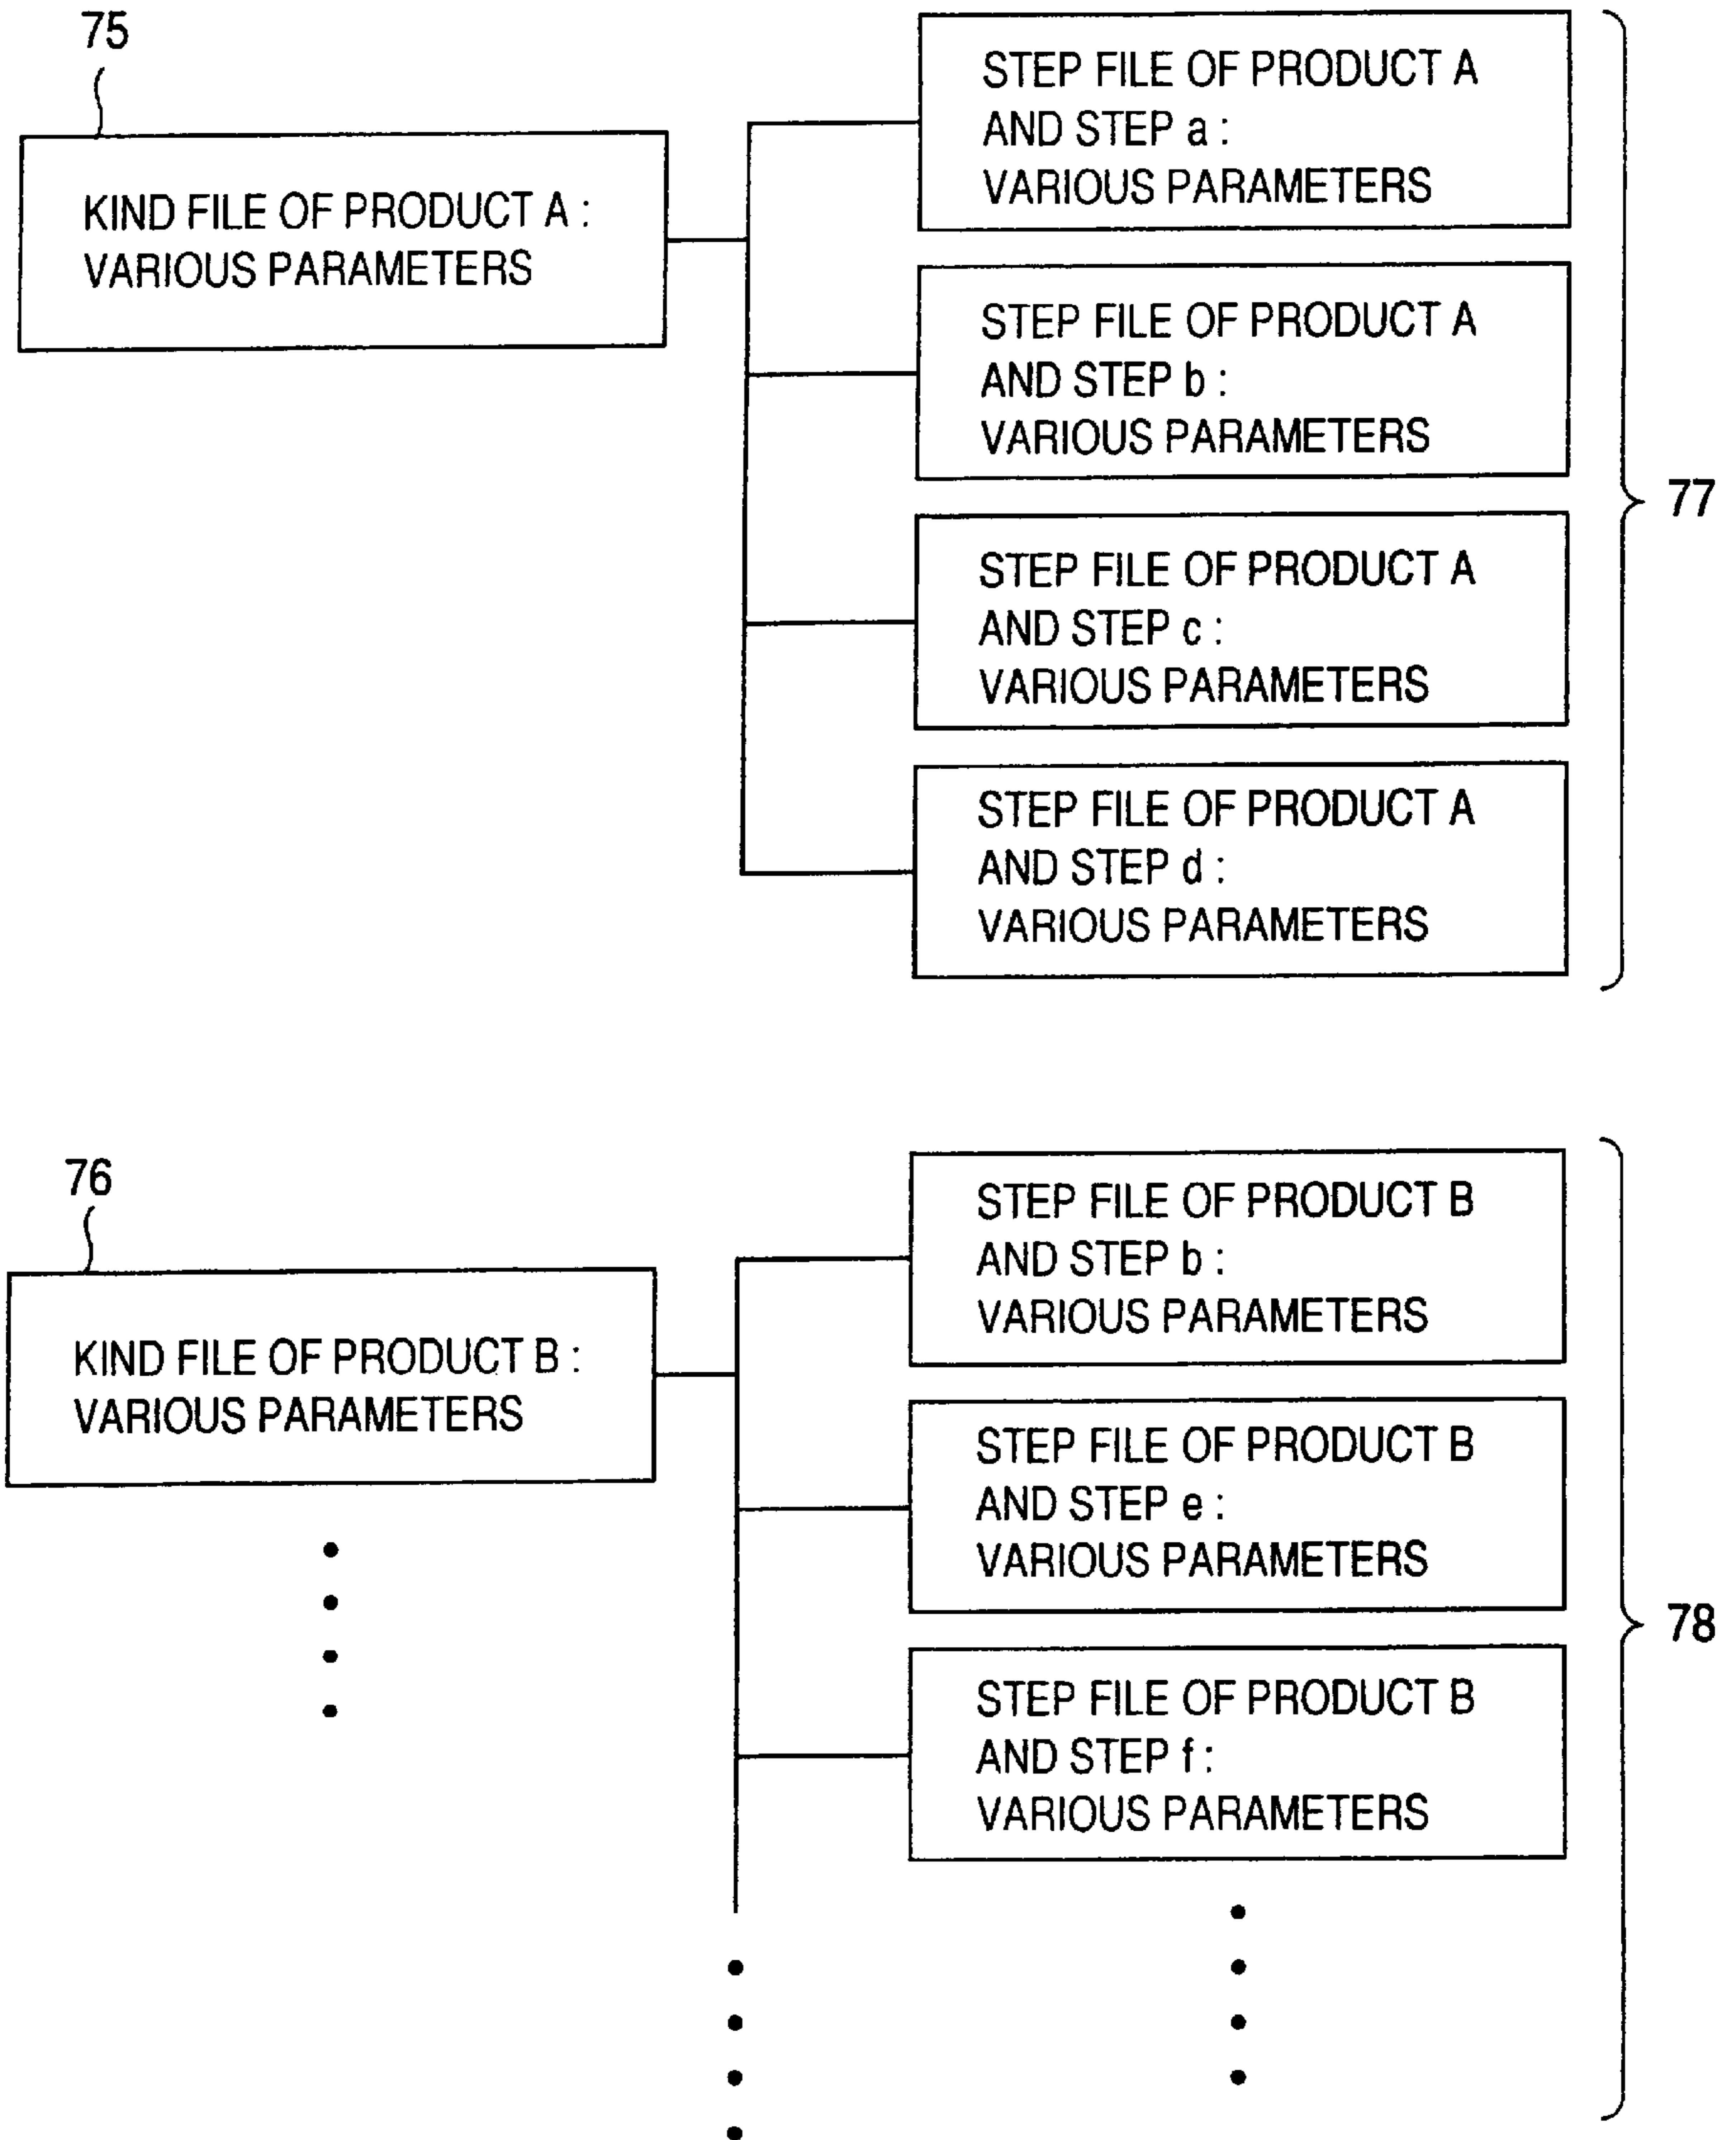 75
KIND FILE OF PRODUCT A :
VARIOUS PARAMETERS
STEP FILE OF PRODUCT A
AND STEP a :
VARIOUS PARAMETERS
STEP FILE OF PRODUCT A
AND STEP b :
VARIOUS PARAMETERS
STEP FILE OF PRODUCT A
AND STEP c :
VARIOUS PARAMETERS
STEP FILE OF PRODUCT A
AND STEP d :
VARIOUS PARAMETERS
77
76
KIND FILE OF PRODUCT B :
VARIOUS PARAMETERS
STEP FILE OF PRODUCT B
AND STEP b :
VARIOUS PARAMETERS
STEP FILE OF PRODUCT B
AND STEP e :
VARIOUS PARAMETERS
STEP FILE OF PRODUCT B
AND STEP f :
VARIOUS PARAMETERS
78